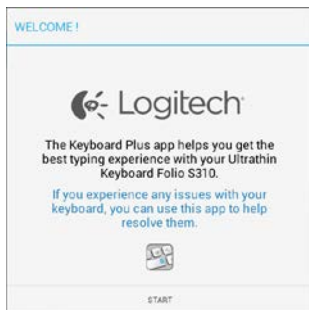 WELCOME!
Logitech
The Keyboard Plus app helps you get the
best typing experience with your Ultrathin
Keyboard Folio S310.
If you experience any issues with your
keyboard, you can use this app to help
resolve them.
START